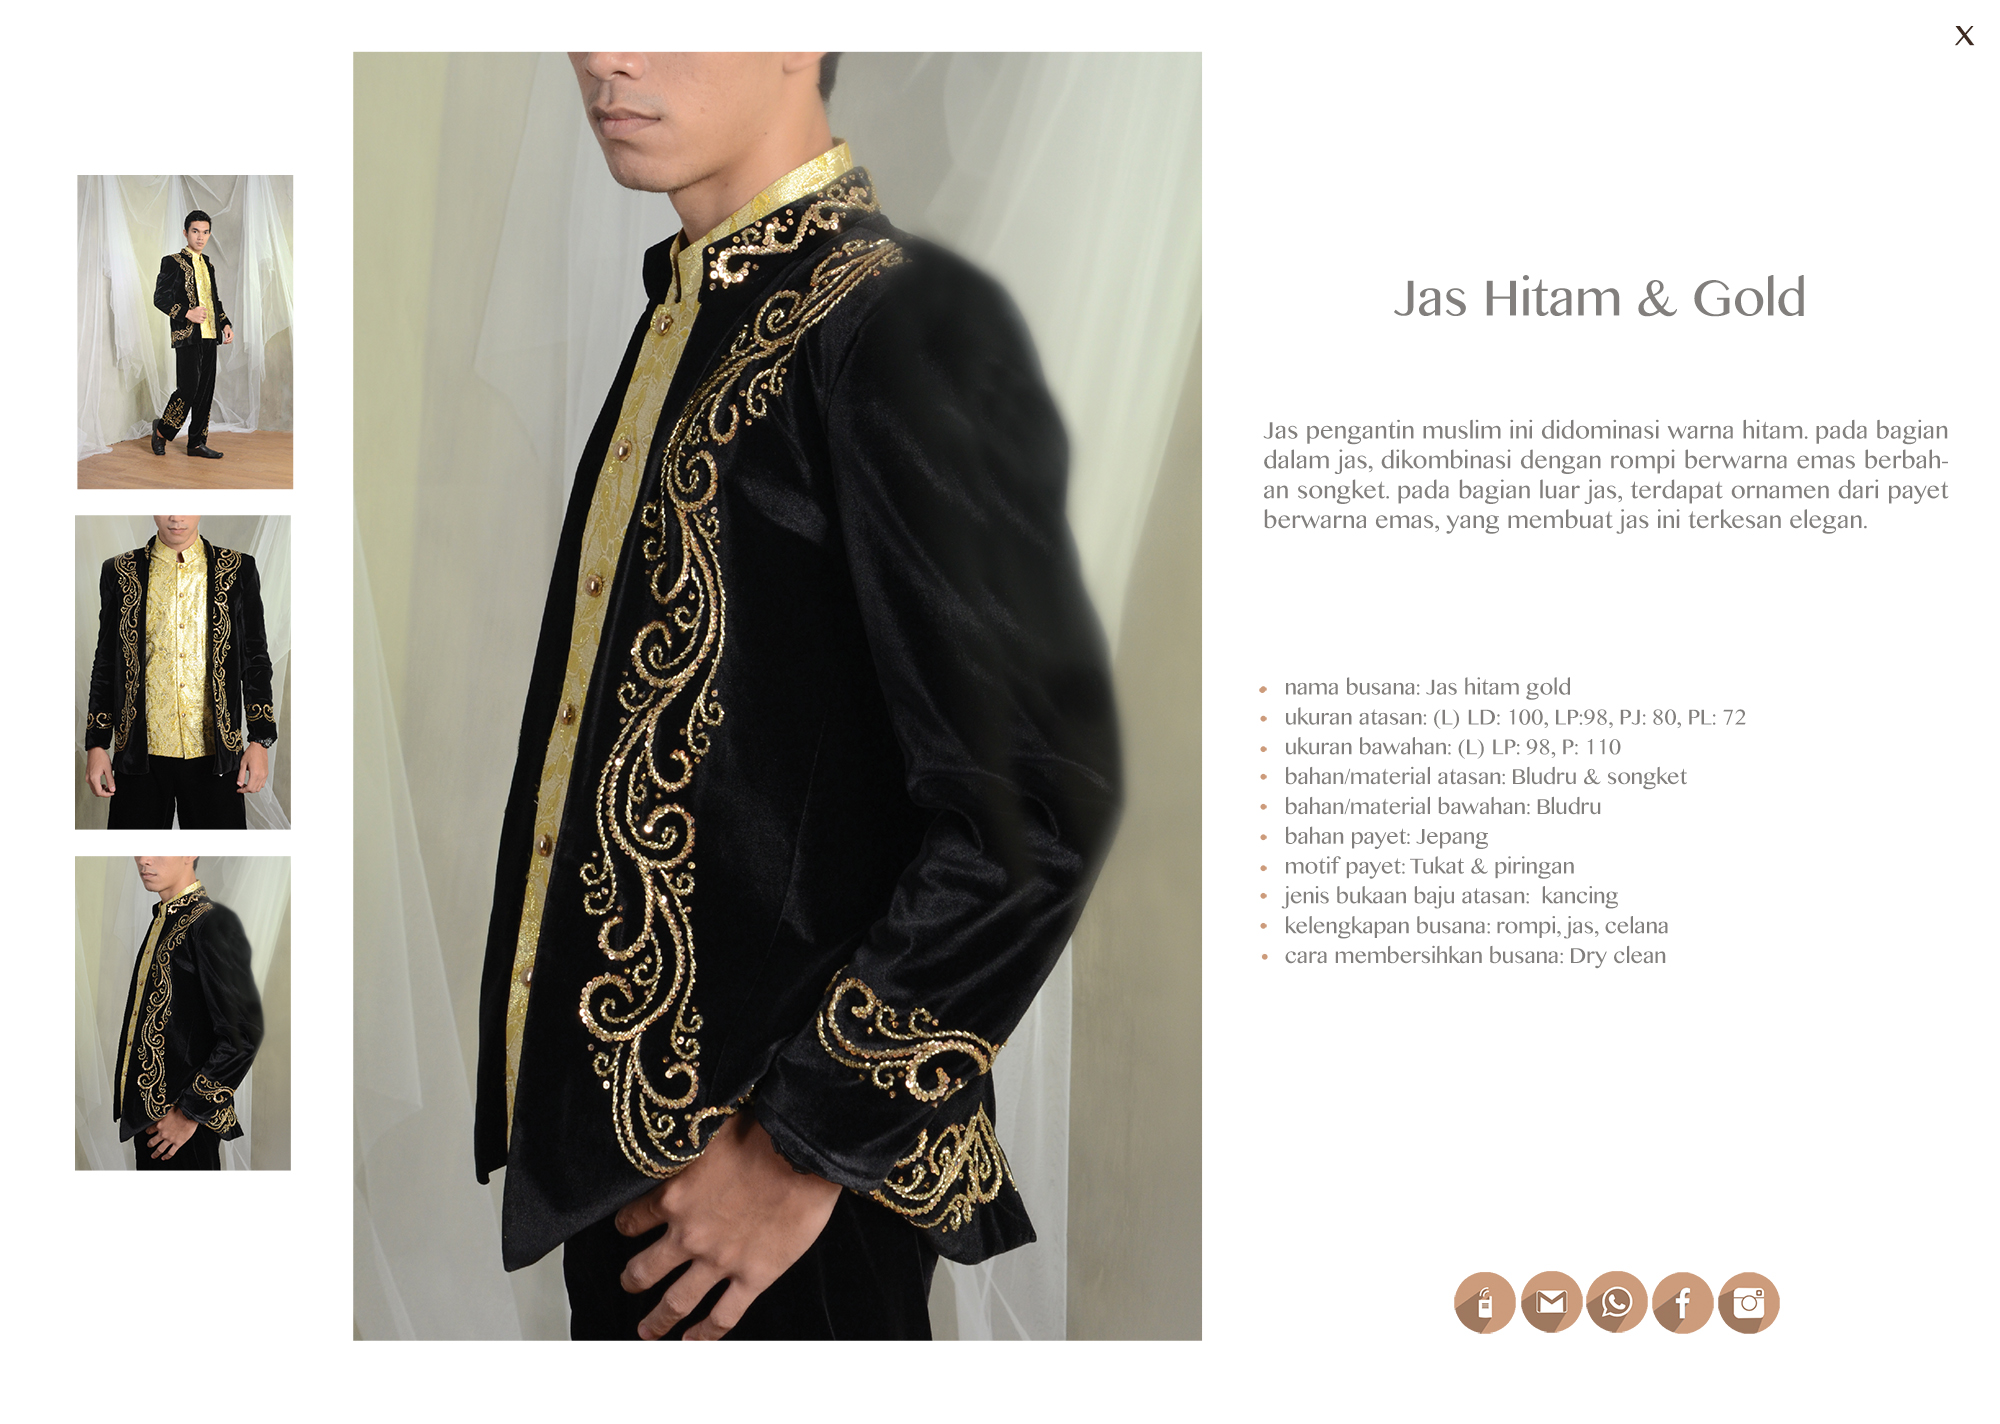 X
Jas Hitam & Gold
Jas pengantin muslim ini didominasi warna hitam. pada bagian
dalam jas, dikombinasi dengan rompi berwarna emas berbah-
an songket. pada bagian luar jas, terdapat ornamen dari payet
berwarna emas, yang membuat jas ini terkesan elegan.
• nama busana: Jas hitam gold
• ukuran atasan: (L) LD: 100, LP:98, PJ: 80, PL: 72
• ukuran bawahan: (L) LP: 98, P: 110
• bahan/material atasan: Bludru & songket
• bahan/material bawahan: Bludru
• bahan payet: Jepang
• motif payet: Tukat & piringan
• jenis bukaan baju atasan:  kancing
• kelengkapan busana: rompi, jas, celana
• cara membersihkan busana: Dry clean